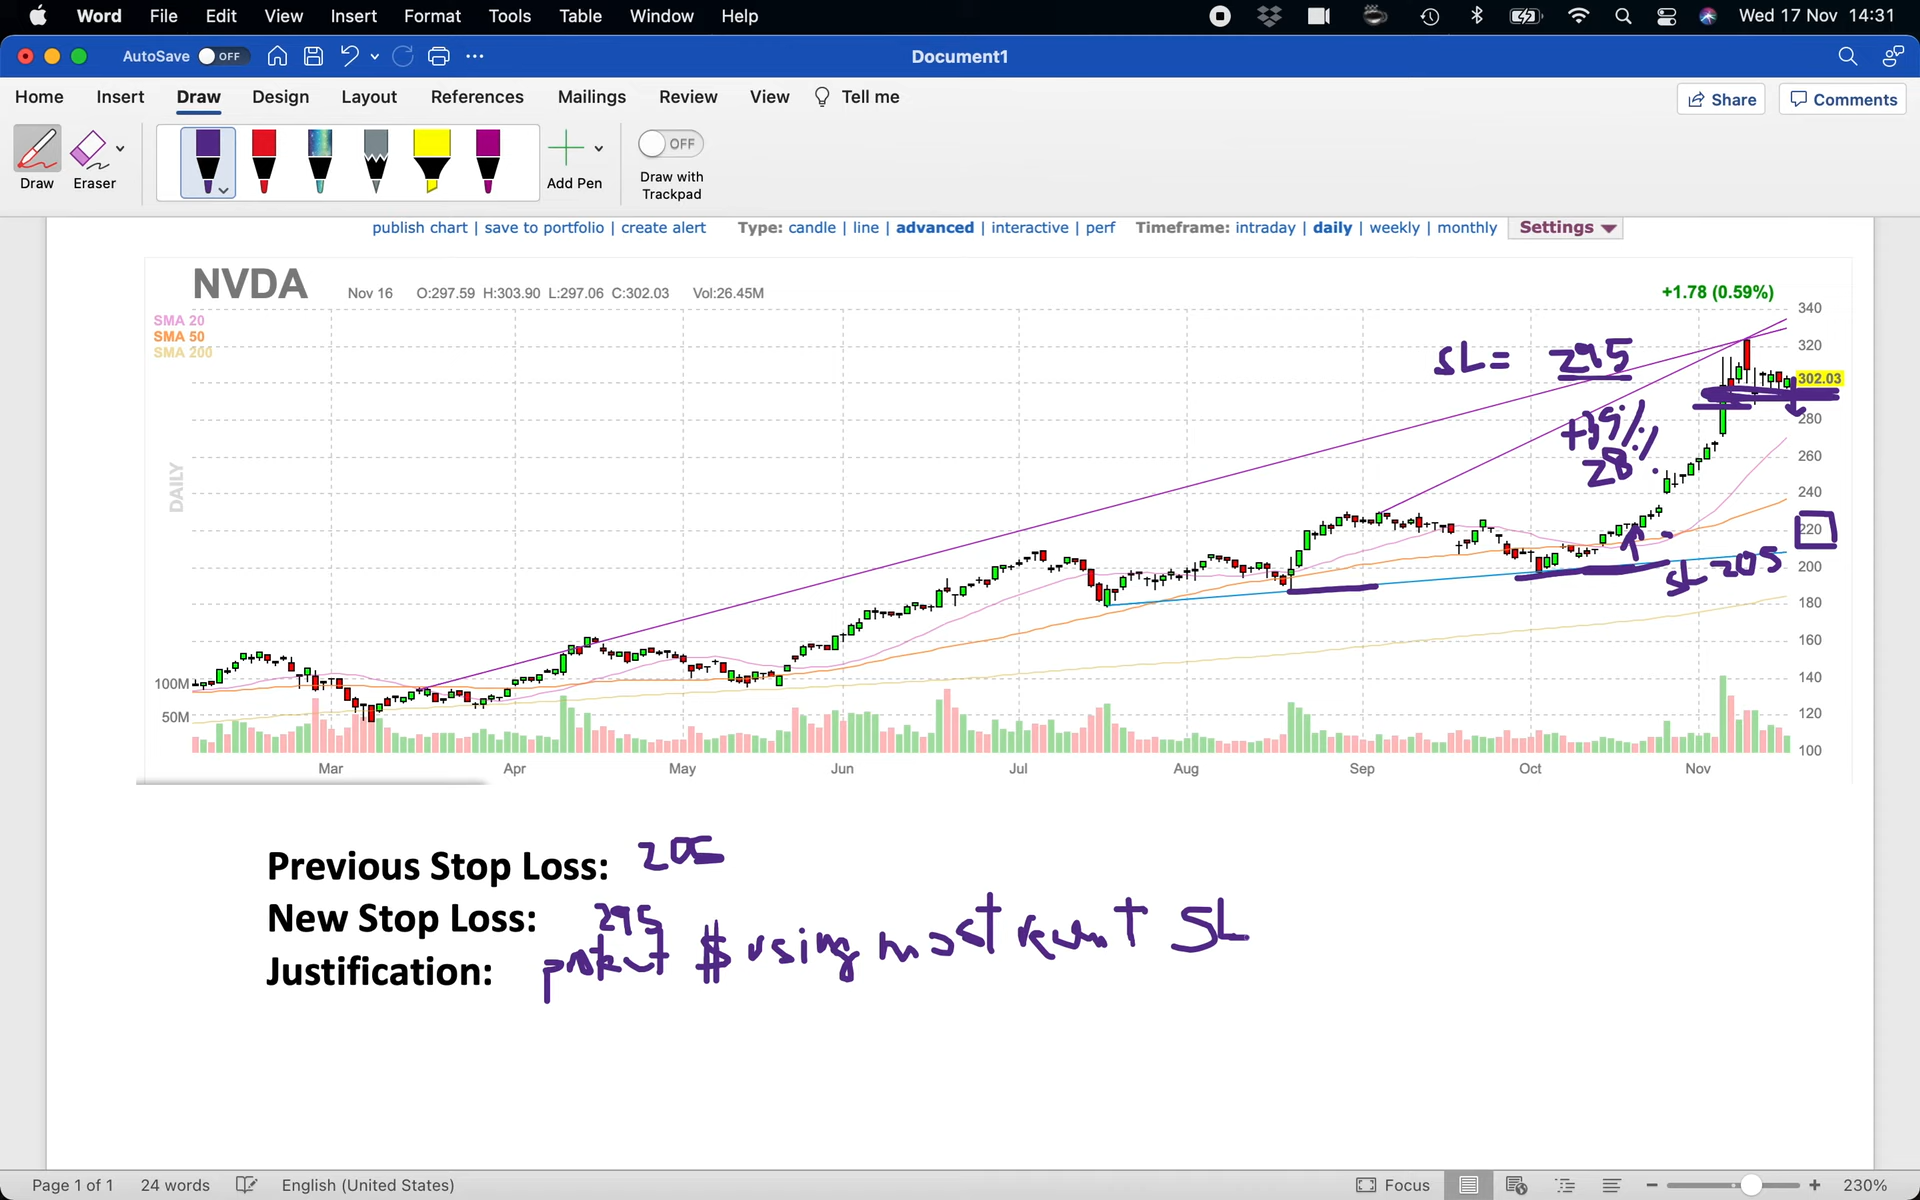 Word File Edit View Insert Format Tools Table Window Help Wed 17 Nov 14:31
AutoSave OFF Document1
Home Insert Draw Design Layout References Mailings Review View Tell me Share Comments
Draw Eraser Add Pen OFF Draw with Trackpad
publish chart | save to portfolio | create alert Type: candle | line | advanced | interactive | perf Timeframe: intraday | daily | weekly | monthly Settings
NVDA Nov 16 O:297.59 H:303.90 L:297.06 C:302.03 Vol:26.45M +1.78 (0.59%)
SMA 20
SMA 50
SMA 200
DAILY
340
320
302.03
280
260
240
220
200
180
160
140
120
100
100M
50M
SL= 295
+39%
28%
SL 205
Mar Apr May Jun Jul Aug Sep Oct Nov
Previous Stop Loss: 205
New Stop Loss: 295
Justification: protect $ using most recent SL
Page 1 of 1 24 words English (United States) Focus 230%